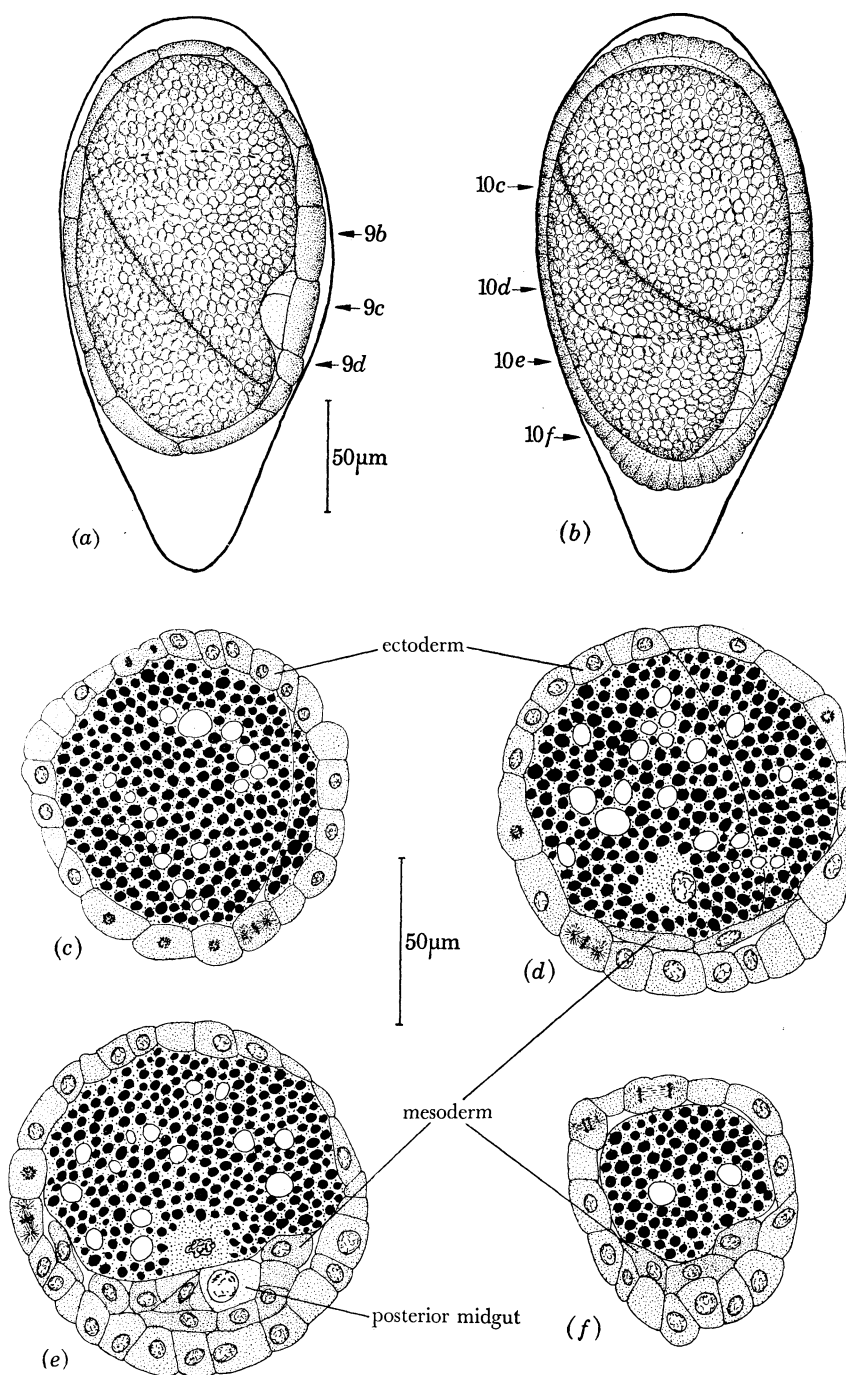 9b
9c
9d
50μm
(a)
10c
10d
10e
10f
(b)
ectoderm
(c)
50μm
(d)
mesoderm
posterior midgut
(e)
(f)